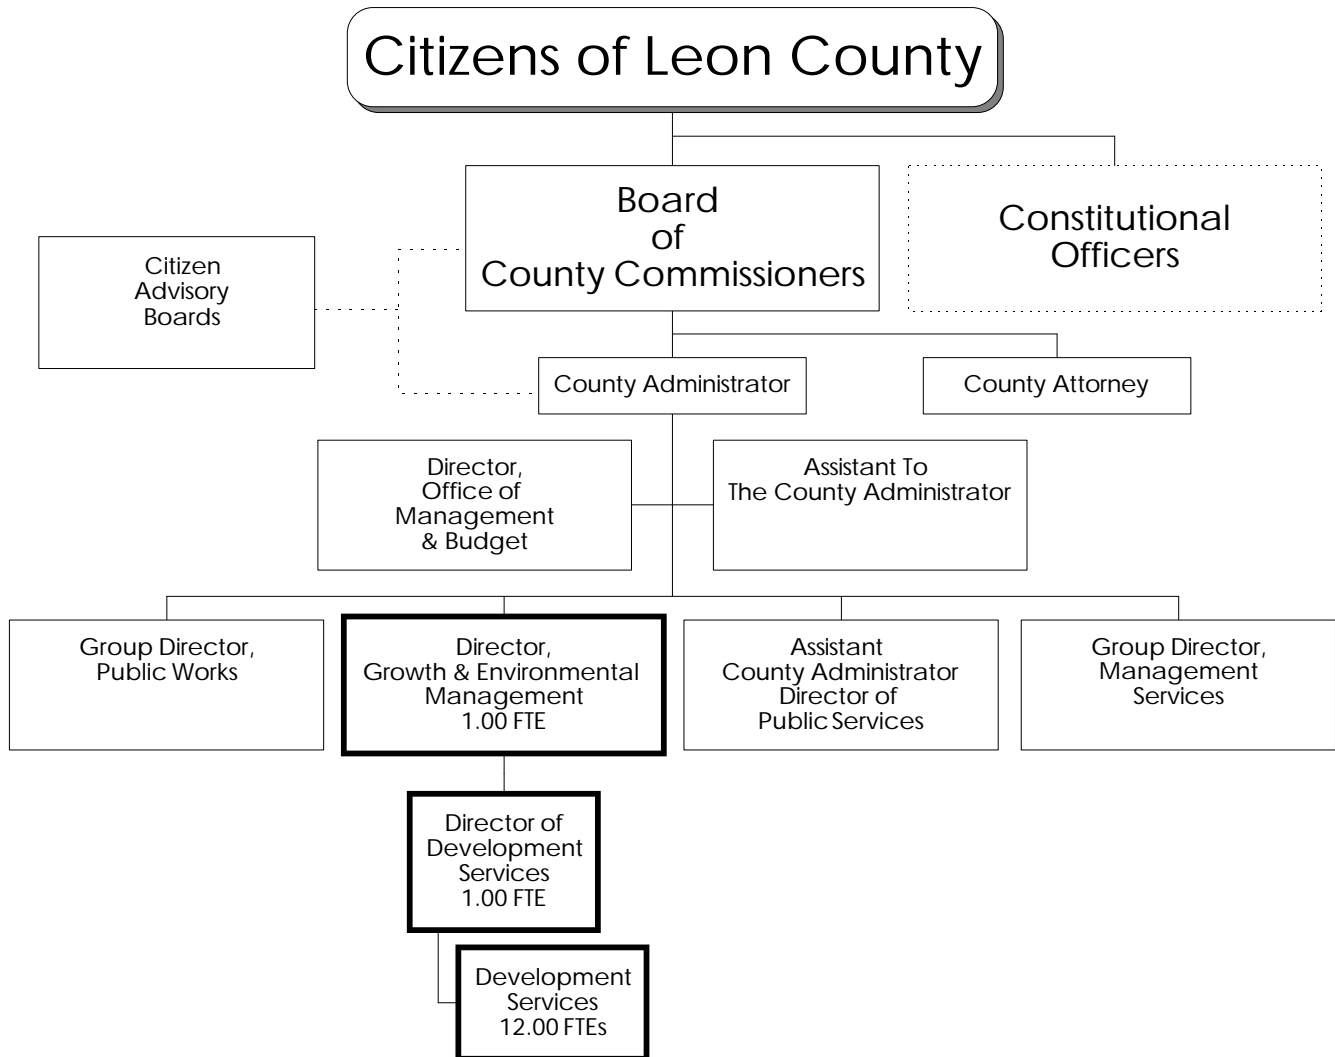 Citizens of Leon County
Board
of
County Commissioners
Constitutional
Officers
Citizen
Advisory
Boards
County Administrator
County Attorney
Director,
Office of
Management
& Budget
Assistant To
The County Administrator
Group Director,
Public Works
Director,
Growth & Environmental
Management
1.00 FTE
Assistant
County Administrator
Director of
Public Services
Group Director,
Management
Services
Director of
Development
Services
1.00 FTE
Development
Services
12.00 FTEs